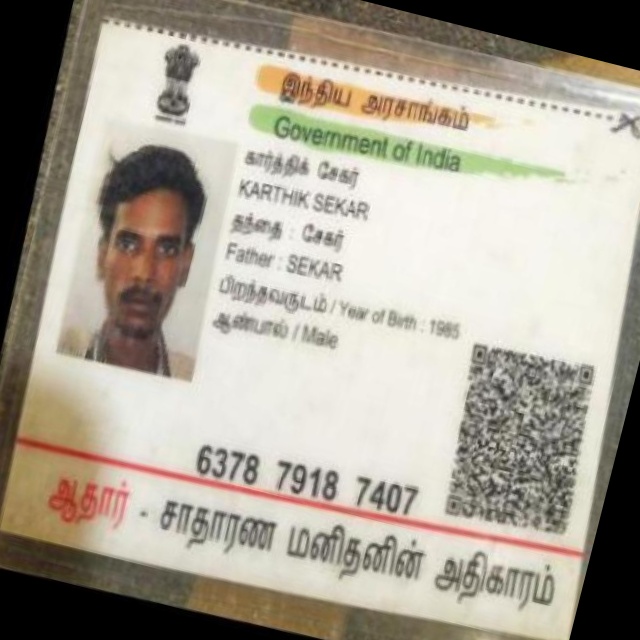 இந்திய அரசாங்கம்
Government of India
கார்த்திக் சேகர்
KARTHIK SEKAR
தந்தை : சேகர்
Father : SEKAR
பிறந்தவருடம் / Year of Birth : 1985
ஆண்பால் / Male
6378 7918 7407
ஆதார் - சாதாரண மனிதனின் அதிகாரம்